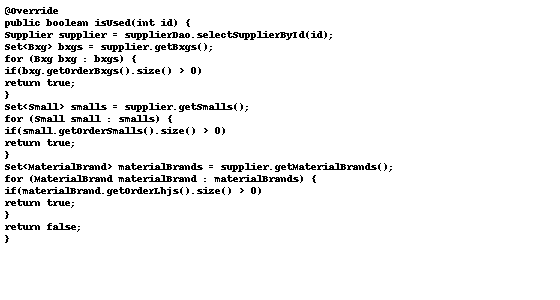 @Override
public boolean isUsed(int id) {
Supplier supplier = supplierDao.selectSupplierById(id);
Set<Bxg> bxgs = supplier.getBxgs();
for (Bxg bxg : bxgs) {
if(bxg.getOrderBxgs().size() > 0)
return true;
}
Set<Small> smalls = supplier.getSmalls();
for (Small small : smalls) {
if(small.getOrderSmalls().size() > 0)
return true;
}
Set<MaterialBrand> materialBrands = supplier.getMaterialBrands();
for (MaterialBrand materialBrand : materialBrands) {
if(materialBrand.getOrderLhjs().size() > 0)
return true;
}
return false;
}